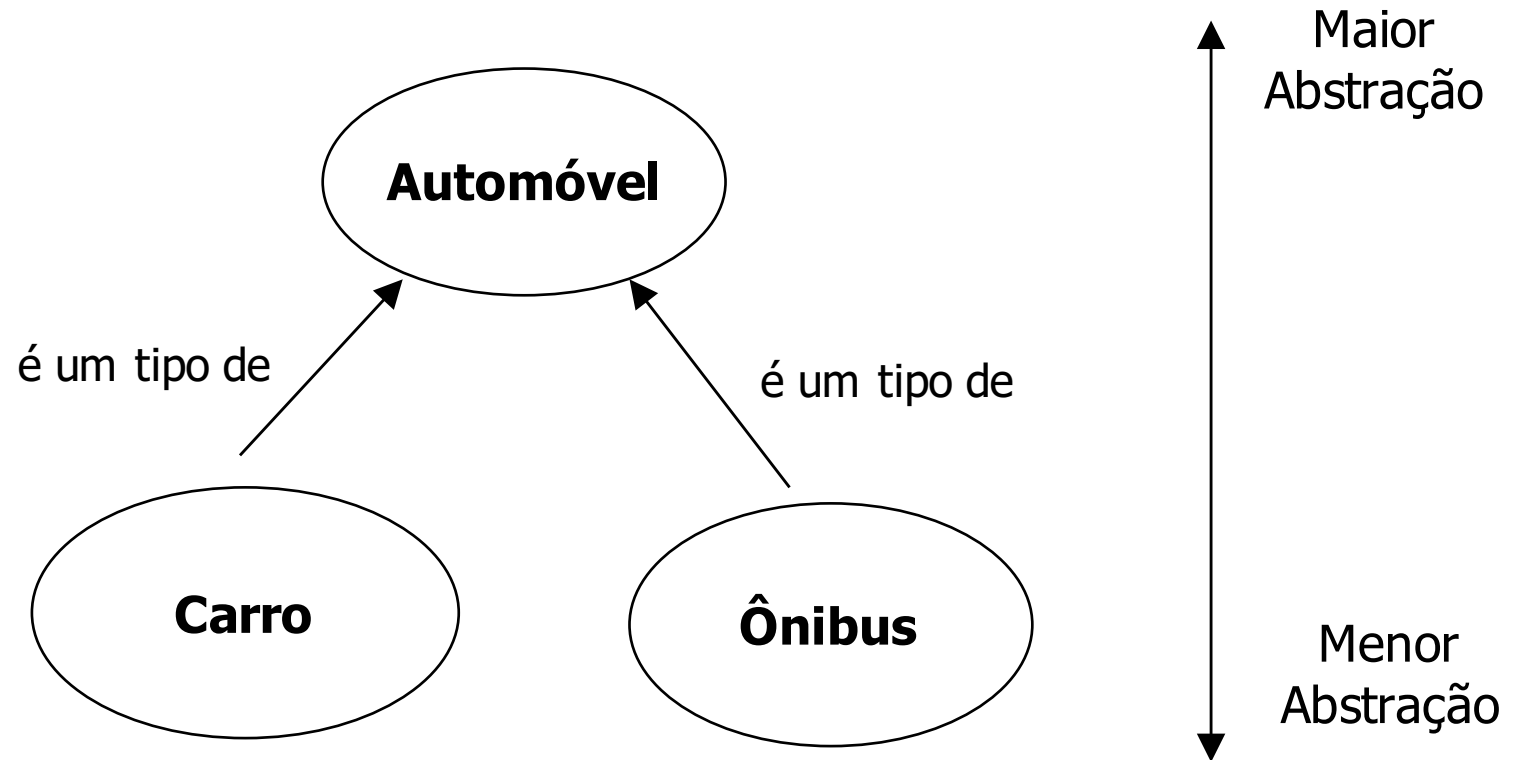 Maior
Abstração
Automóvel
é um tipo de
é um tipo de
Carro
Ônibus
Menor
Abstração